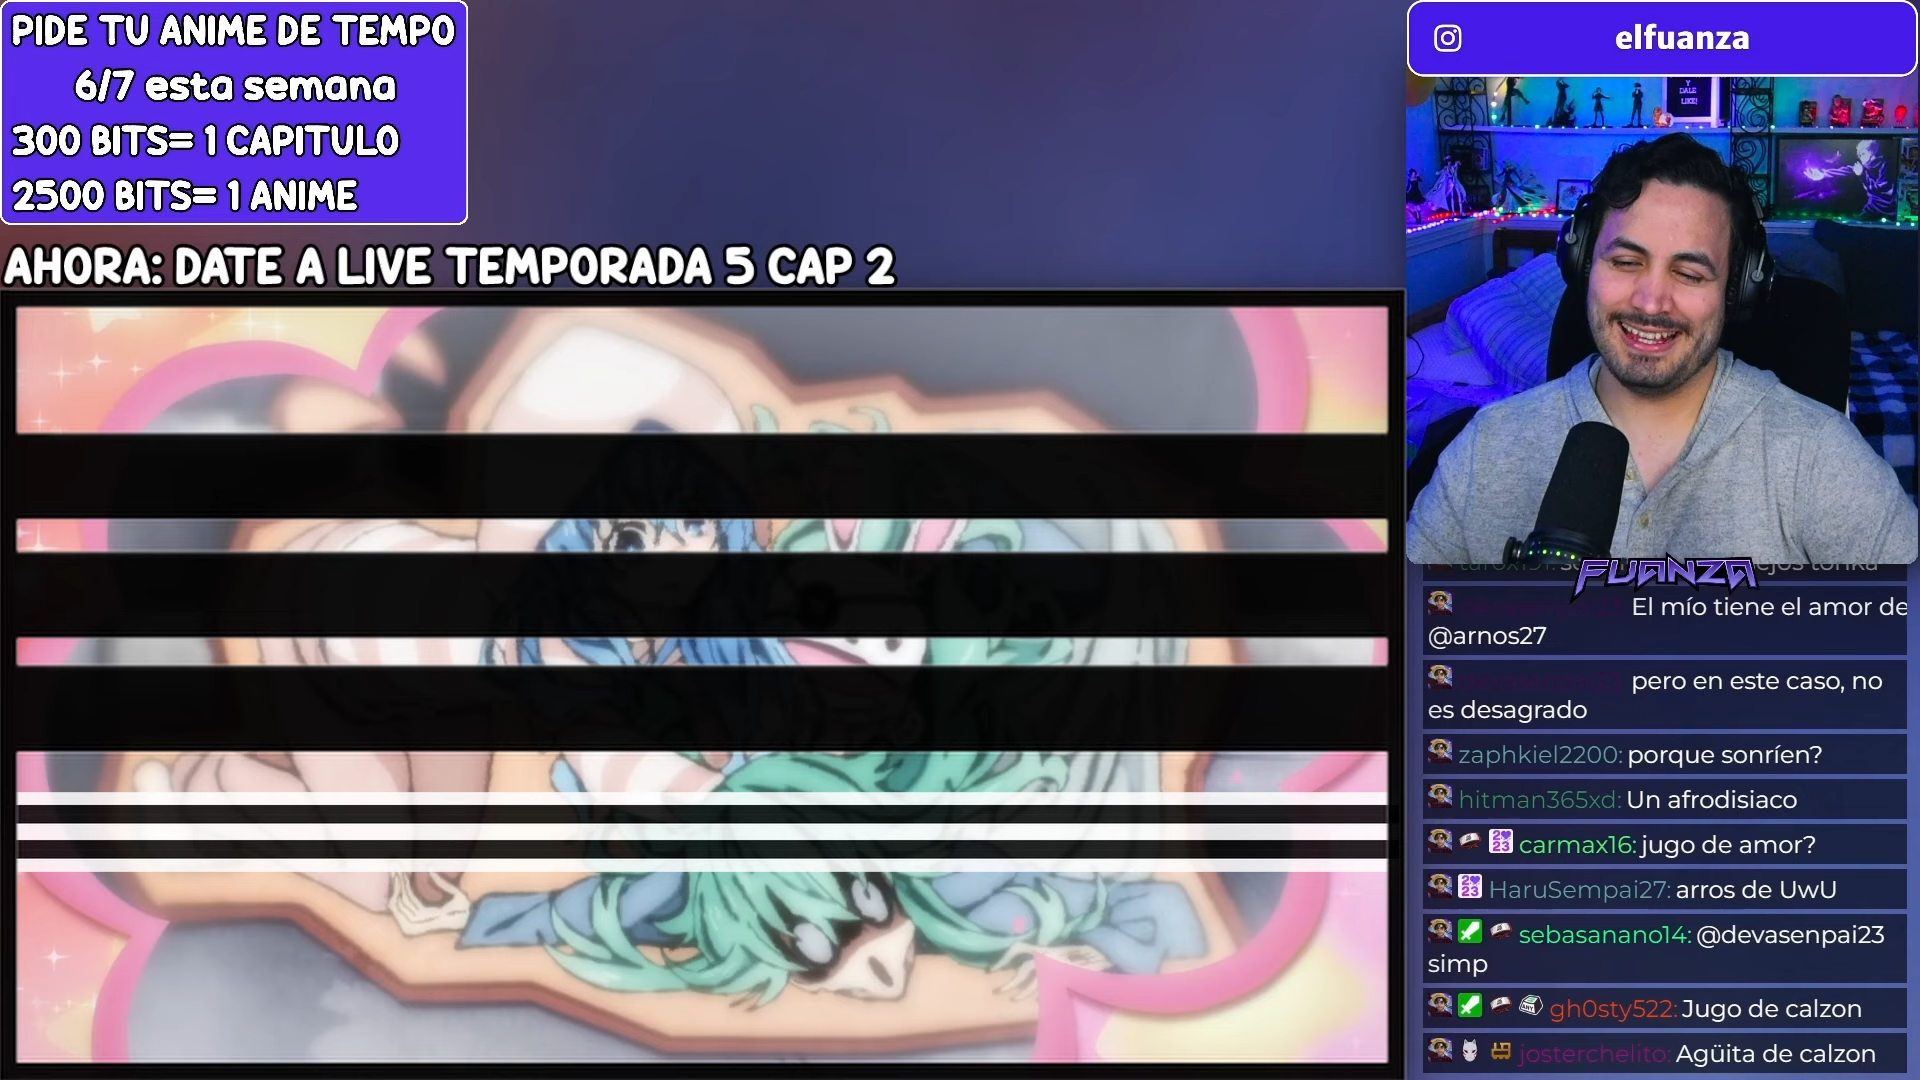 PIDE TU ANIME DE TEMPO
6/7 esta semana
300 BITS= 1 CAPITULO
2500 BITS= 1 ANIME
AHORA: DATE A LIVE TEMPORADA 5 CAP 2
elfuanza
Y
DALE
LIKE!
FUANZA
El mío tiene el amor de
@arnos27
pero en este caso, no
es desagrado
zaphkiel2200: porque sonríen?
hitman365xd: Un afrodisiaco
carmax16: jugo de amor?
HaruSempai27: arros de UwU
sebasanano14: @devasenpai23
simp
gh0sty522: Jugo de calzon
josterchelito: Agüita de calzon